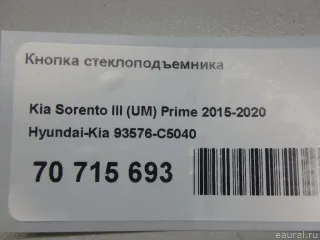 Кнопка стеклоподъемника
Kia Sorento III (UM) Prime 2015-2020
Hyundai-Kia 93576-C5040
70 715 693
eaural.ru